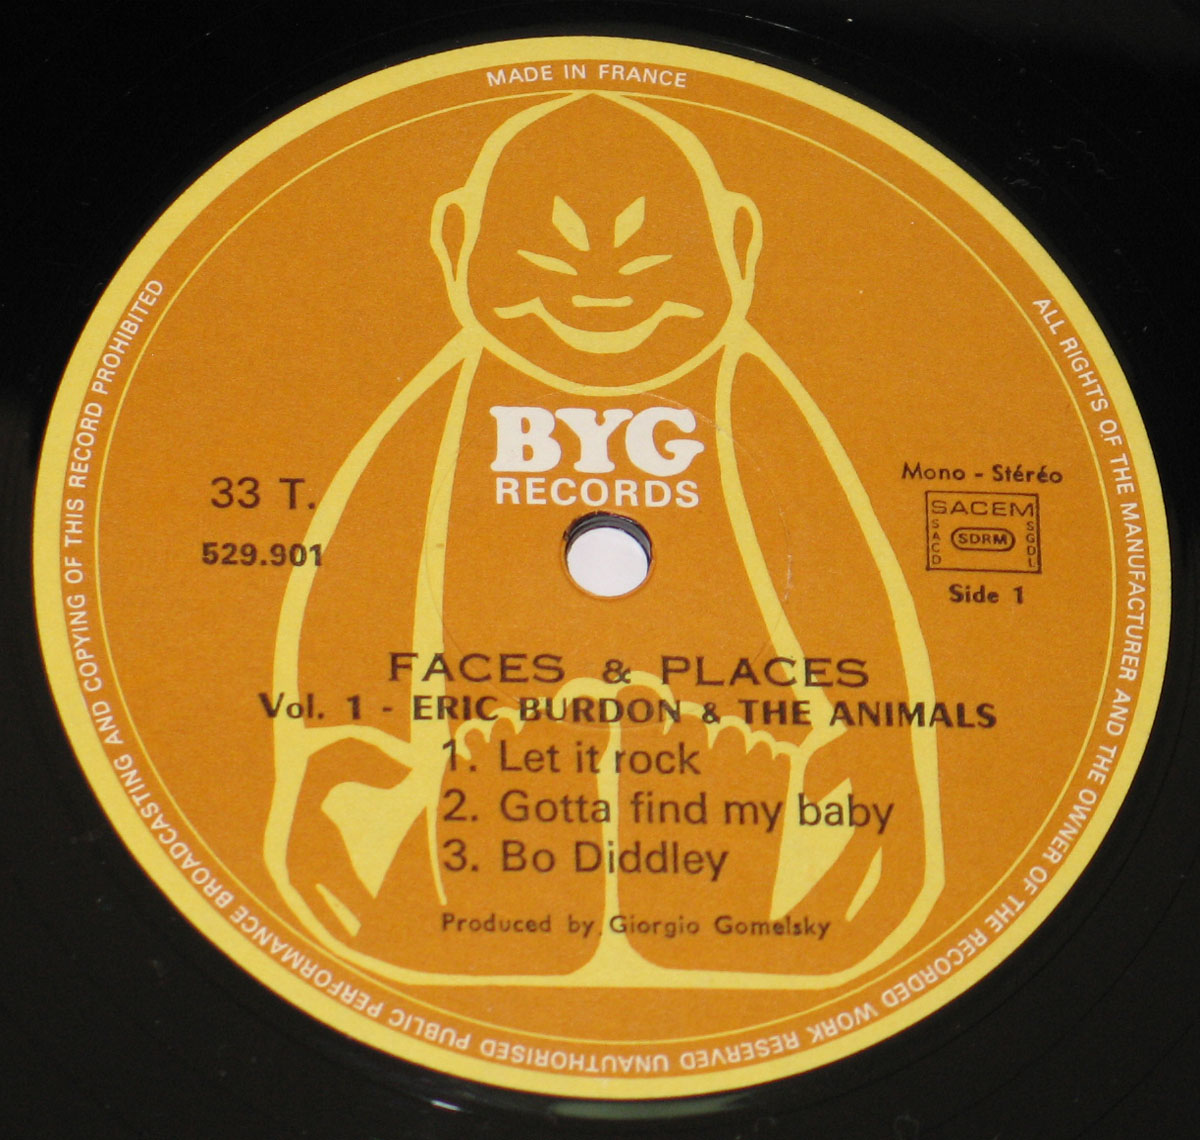 MADE IN FRANCE
ALL RIGHTS OF THE MANUFACTURER AND THE OWNER OF THE RECORDED WORK RESERVED UNAUTHORISED PUBLIC PERFORMANCE BROADCASTING AND COPYING OF THIS RECORD PROHIBITED
BYG
RECORDS
33 T.
529.901
Mono - Stéréo
SACEM
SACD
SDRM
SGDL
Side 1
FACES & PLACES
Vol. 1 - ERIC BURDON & THE ANIMALS
1. Let it rock
2. Gotta find my baby
3. Bo Diddley
Produced by Giorgio Gomelsky